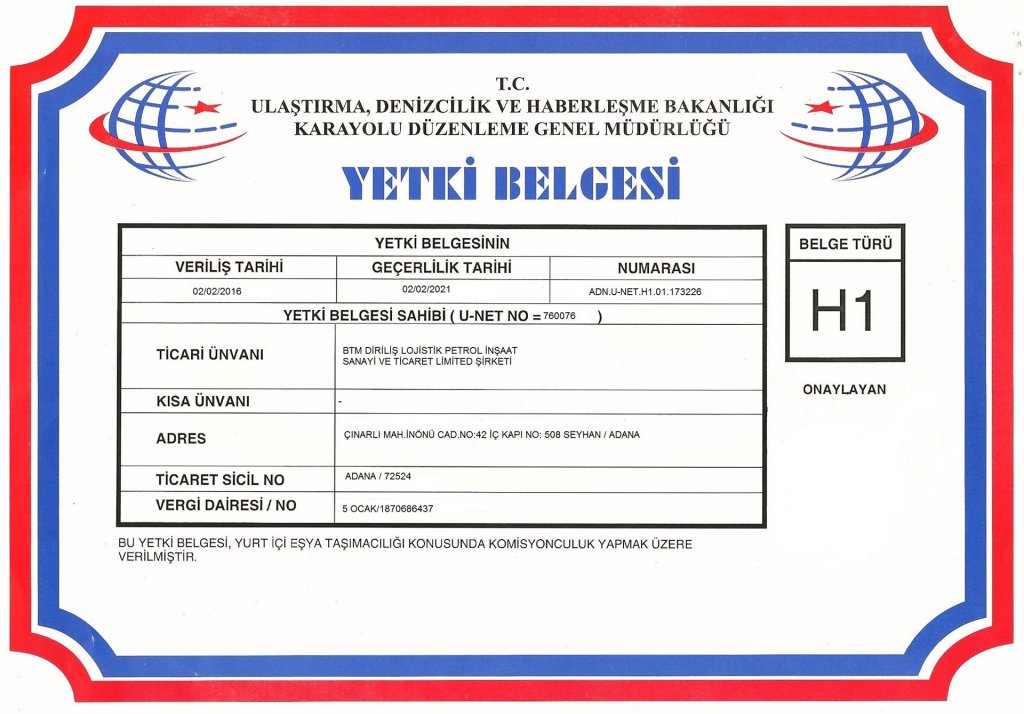 T.C.
ULAŞTIRMA, DENİZCİLİK VE HABERLEŞME BAKANLIĞI
KARAYOLU DÜZENLEME GENEL MÜDÜRLÜĞÜ
YETKİ BELGESİ
YETKİ BELGESİNİN
VERİLİŞ TARİHİ GEÇERLİLİK TARİHİ NUMARASI
02/02/2016 02/02/2021 ADN.U-NET.H1.01.173226
YETKİ BELGESİ SAHİBİ ( U-NET NO = 760076 )
TİCARİ ÜNVANI
BTM DİRİLİŞ LOJİSTİK PETROL İNŞAAT
SANAYİ VE TİCARET LİMİTED ŞİRKETİ
KISA ÜNVANI -
ADRES ÇINARLI MAH.İNÖNÜ CAD.NO:42 İÇ KAPI NO: 508 SEYHAN / ADANA
TİCARET SİCİL NO ADANA / 72524
VERGİ DAİRESİ / NO 5 OCAK/1870686437
BELGE TÜRÜ
H1
ONAYLAYAN
BU YETKİ BELGESİ, YURT İÇİ EŞYA TAŞIMACILIĞI KONUSUNDA KOMİSYONCULUK YAPMAK ÜZERE
VERİLMİŞTİR.